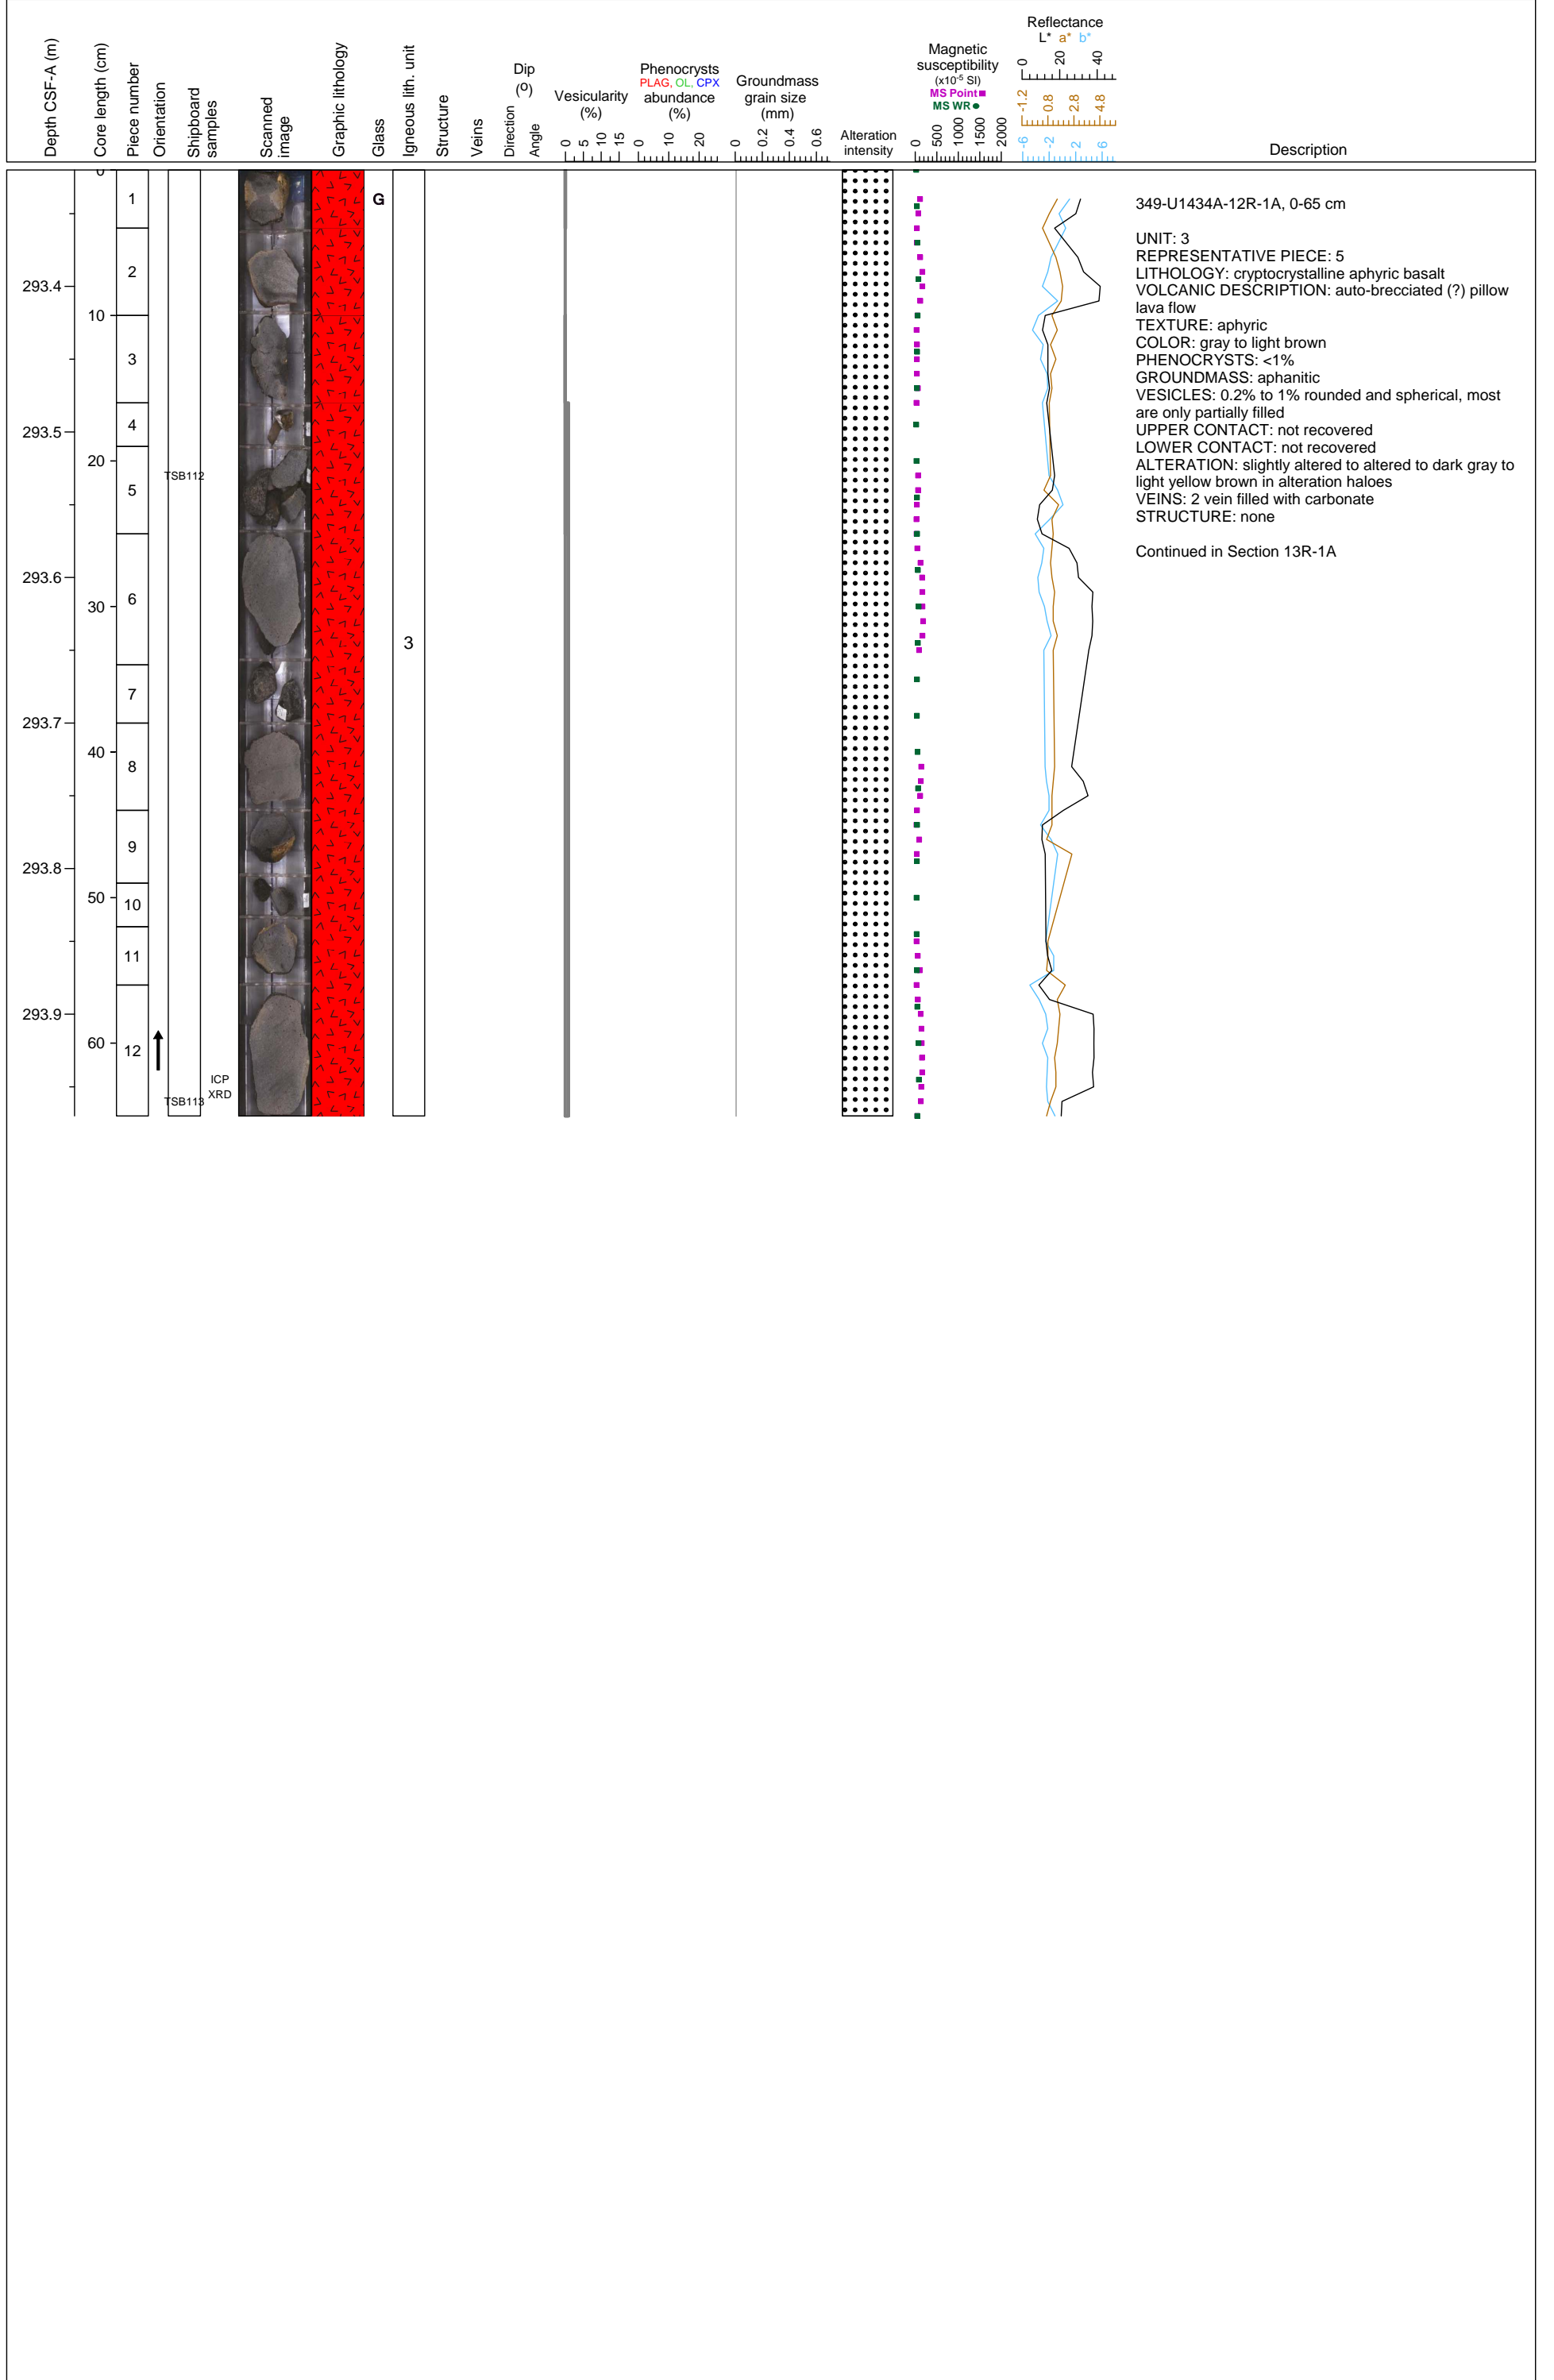 Depth CSF-A (m)
Core length (cm)
Piece number
Orientation
Shipboard
samples
Scanned
image
Graphic lithology
Glass
Igneous lith. unit
Structure
Veins
Dip
(o)
Direction
Angle
Vesicularity
(%)
0 5 10 15
Phenocrysts
PLAG, OL, CPX
abundance
(%)
0 10 20
Groundmass
grain size
(mm)
0 0.2 0.4 0.6
Alteration
intensity
Magnetic
susceptibility
(x10-5 SI)
MS Point
MS WR
0 500 1000 1500 2000
Reflectance
L* a* b*
0 20 40
-1.2 0.8 2.8 4.8
-6 -2 2 6
Description
293.4
293.5
293.6
293.7
293.8
293.9
0
10
20
30
40
50
60
1
2
3
4
5
6
7
8
9
10
11
12
TSB112
TSB113
ICP
XRD
G
3
349-U1434A-12R-1A, 0-65 cm
UNIT: 3
REPRESENTATIVE PIECE: 5
LITHOLOGY: cryptocrystalline aphyric basalt
VOLCANIC DESCRIPTION: auto-brecciated (?) pillow
lava flow
TEXTURE: aphyric
COLOR: gray to light brown
PHENOCRYSTS: <1%
GROUNDMASS: aphanitic
VESICLES: 0.2% to 1% rounded and spherical, most
are only partially filled
UPPER CONTACT: not recovered
LOWER CONTACT: not recovered
ALTERATION: slightly altered to altered to dark gray to
light yellow brown in alteration haloes
VEINS: 2 vein filled with carbonate
STRUCTURE: none
Continued in Section 13R-1A